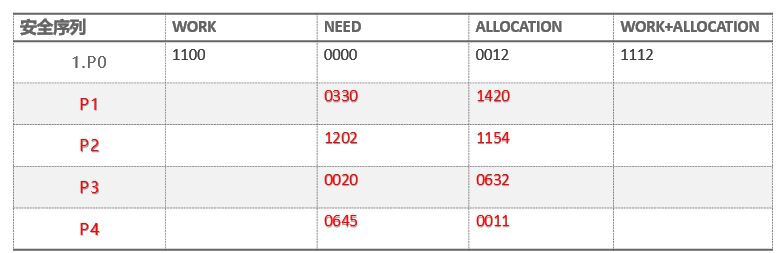 安全序列 WORK NEED ALLOCATION WORK+ALLOCATION
1.P0 1100 0000 0012 1112
P1 0330 1420
P2 1202 1154
P3 0020 0632
P4 0645 0011